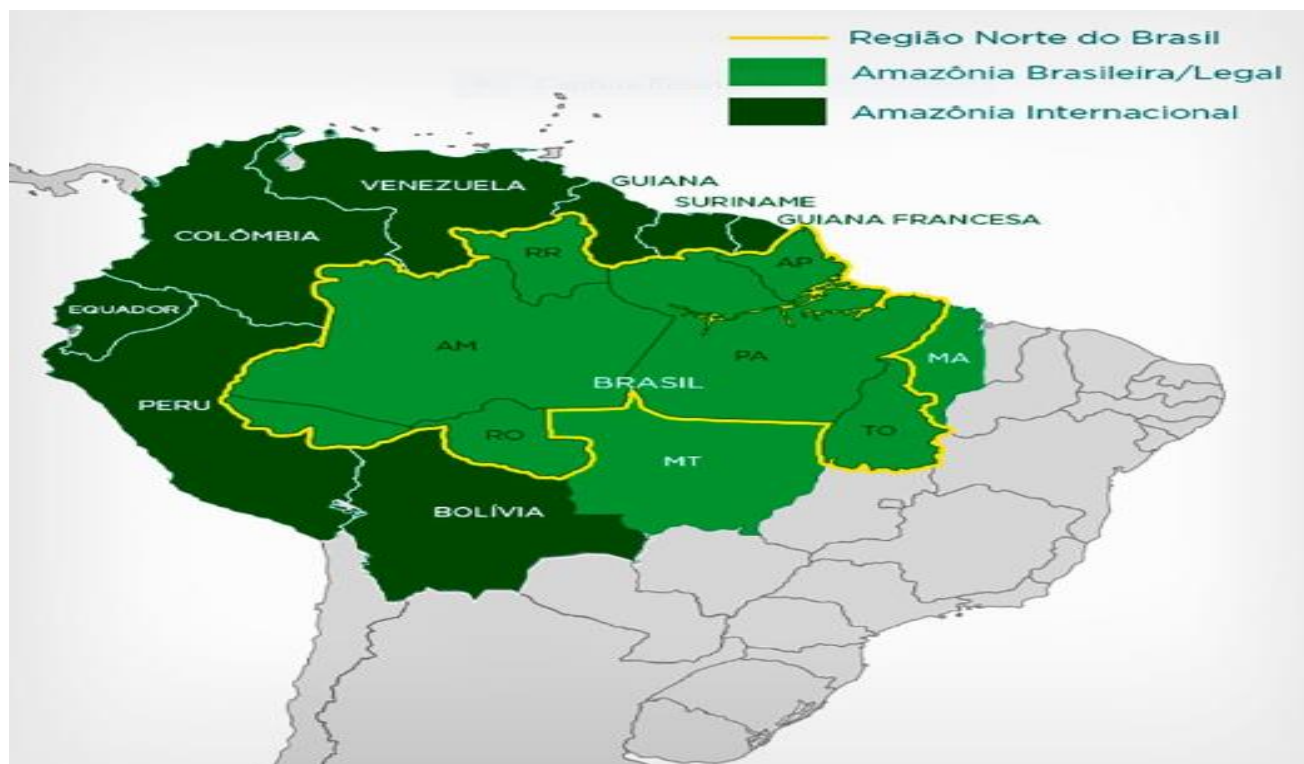 Região Norte do Brasil
Amazônia Brasileira/Legal
Amazônia Internacional
VENEZUELA
GUIANA
SURINAME
GUIANA FRANCESA
COLÔMBIA
RR
AP
EQUADOR
AM
PA
MA
BRASIL
PERU
RO
TO
MT
BOLÍVIA